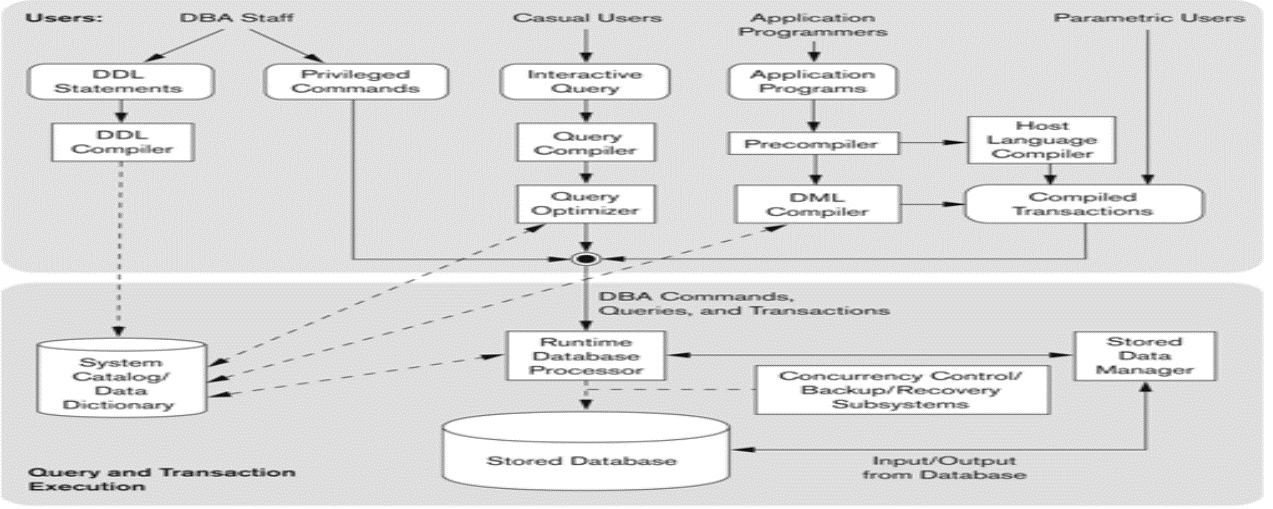 Users:
DBA Staff
Casual Users
Application
Programmers
Parametric Users
DDL
Statements
Privileged
Commands
Interactive
Query
Application
Programs
DDL
Compiler
Query
Compiler
Precompiler
Host
Language
Compiler
Query
Optimizer
DML
Compiler
Compiled
Transactions
DBA Commands,
Queries, and Transactions
System
Catalog/
Data
Dictionary
Runtime
Database
Processor
Stored
Data
Manager
Concurrency Control/
Backup/Recovery
Subsystems
Stored Database
Input/Output
from Database
Query and Transaction
Execution